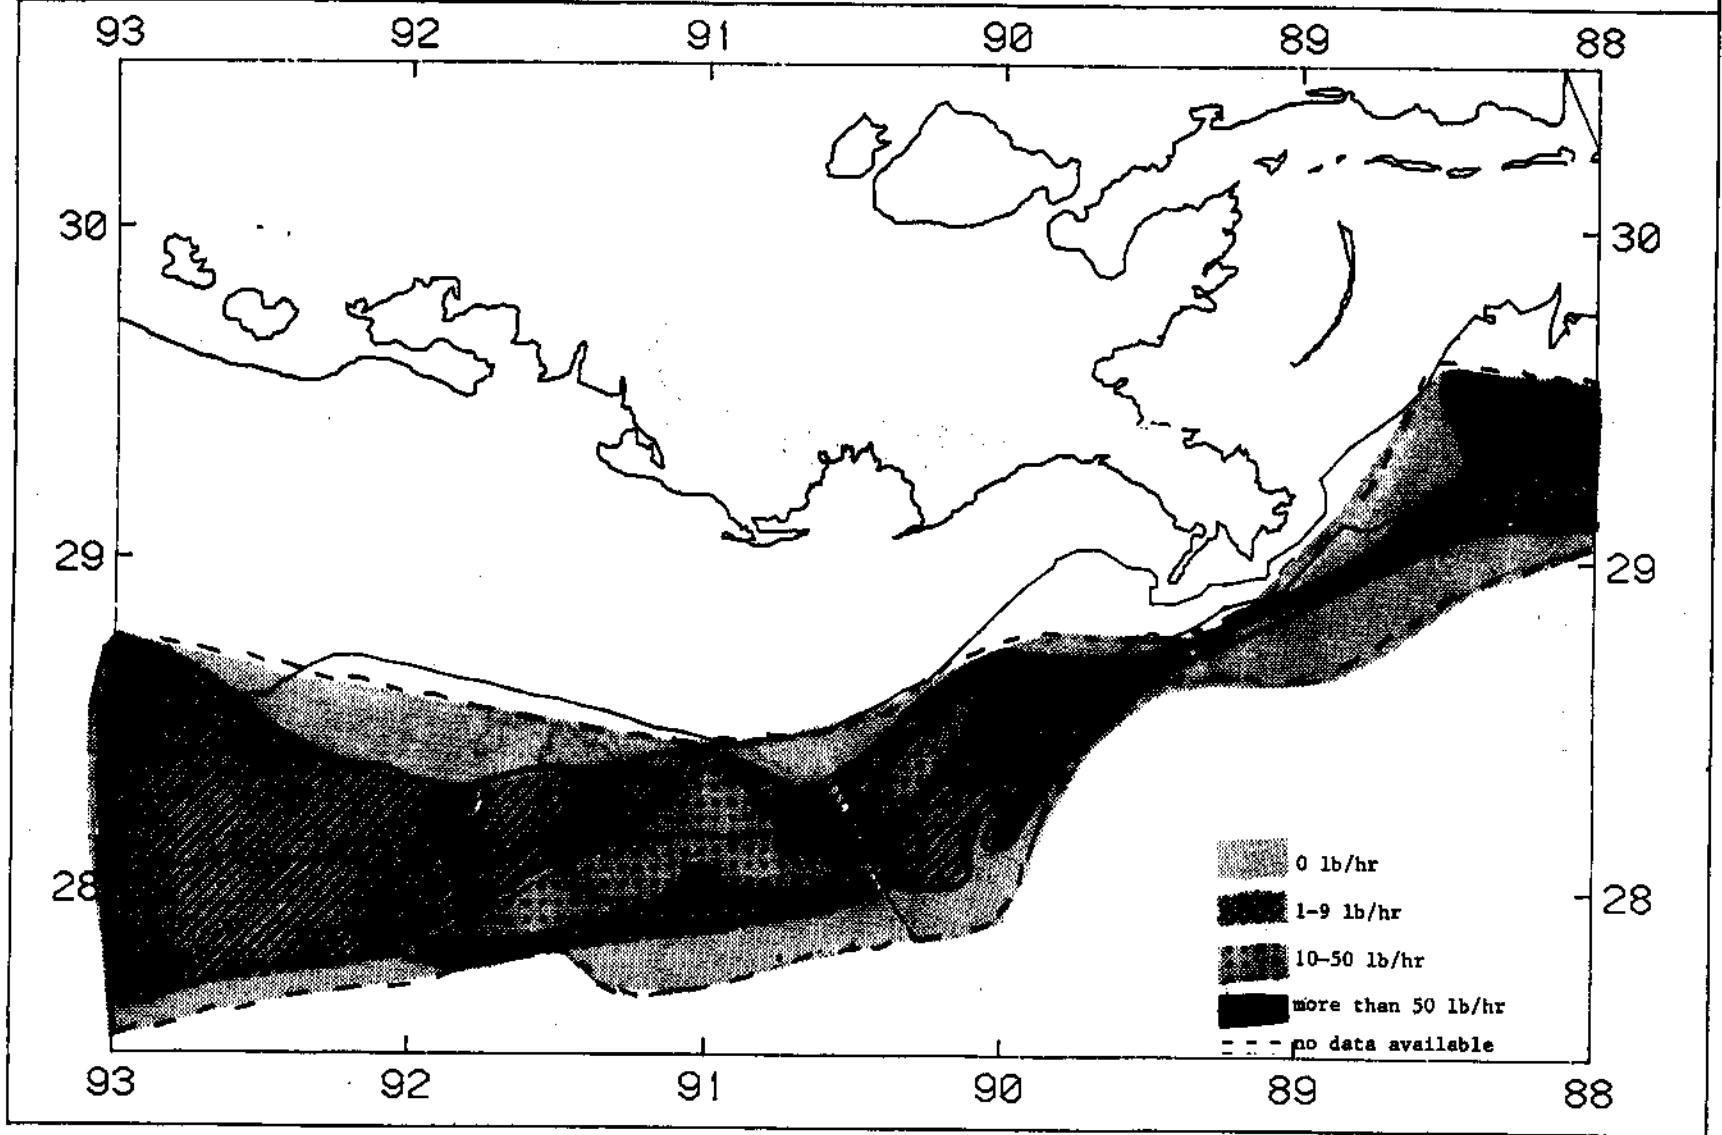 93 92 91 90 89 88
30 30
29 29
28 28
0 lb/hr
1-9 lb/hr
10-50 lb/hr
more than 50 lb/hr
no data available
93 92 91 90 89 88